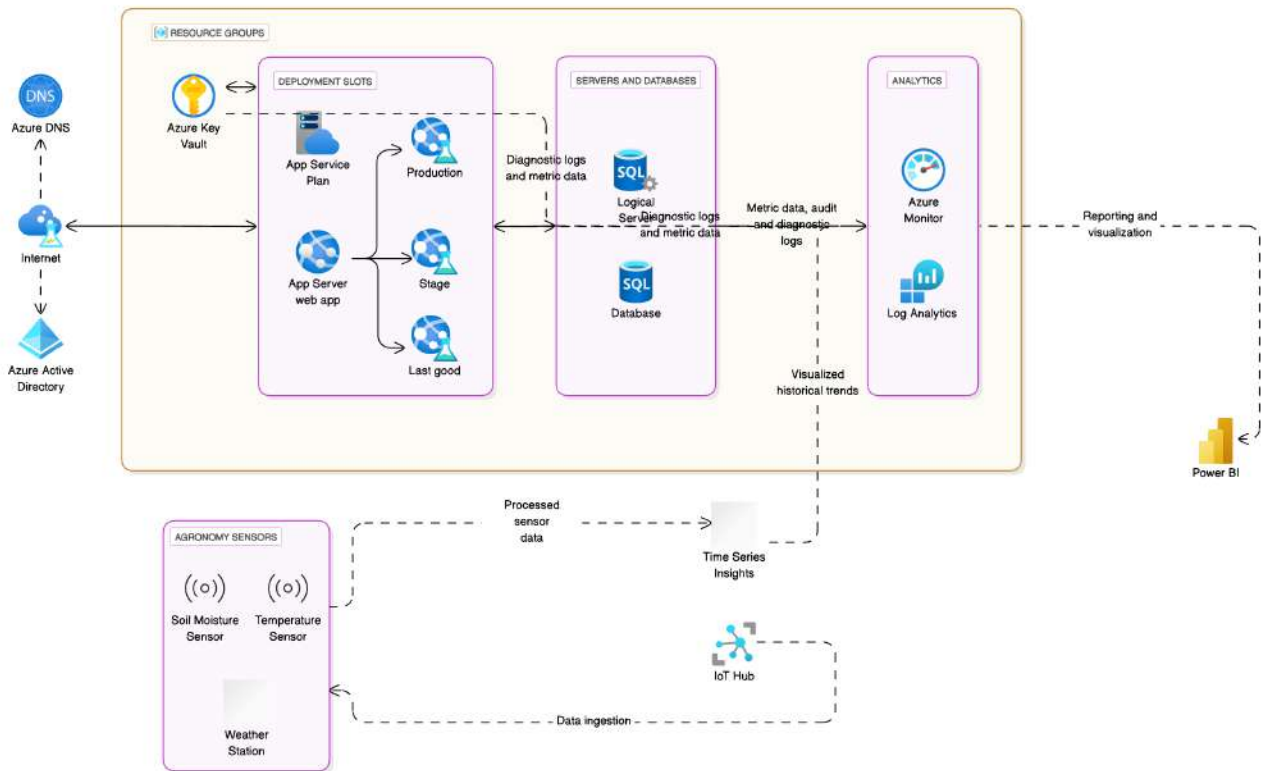 RESOURCE GROUPS
DEPLOYMENT SLOTS
SERVERS AND DATABASES
ANALYTICS
DNS
Azure DNS
Azure Key
Vault
App Service
Plan
Production
Diagnostic logs
and metric data
SQL
Logical
Server
Diagnostic logs
and metric data
Metric data, audit
and diagnostic
logs
Azure
Monitor
Reporting and
visualization
Internet
App Server
web app
Stage
SQL
Database
Log Analytics
Azure Active
Directory
Last good
Visualized
historical trends
Power BI
Processed
sensor
data
AGRONOMY SENSORS
Time Series
Insights
Soil Moisture
Sensor
Temperature
Sensor
IoT Hub
Data ingestion
Weather
Station